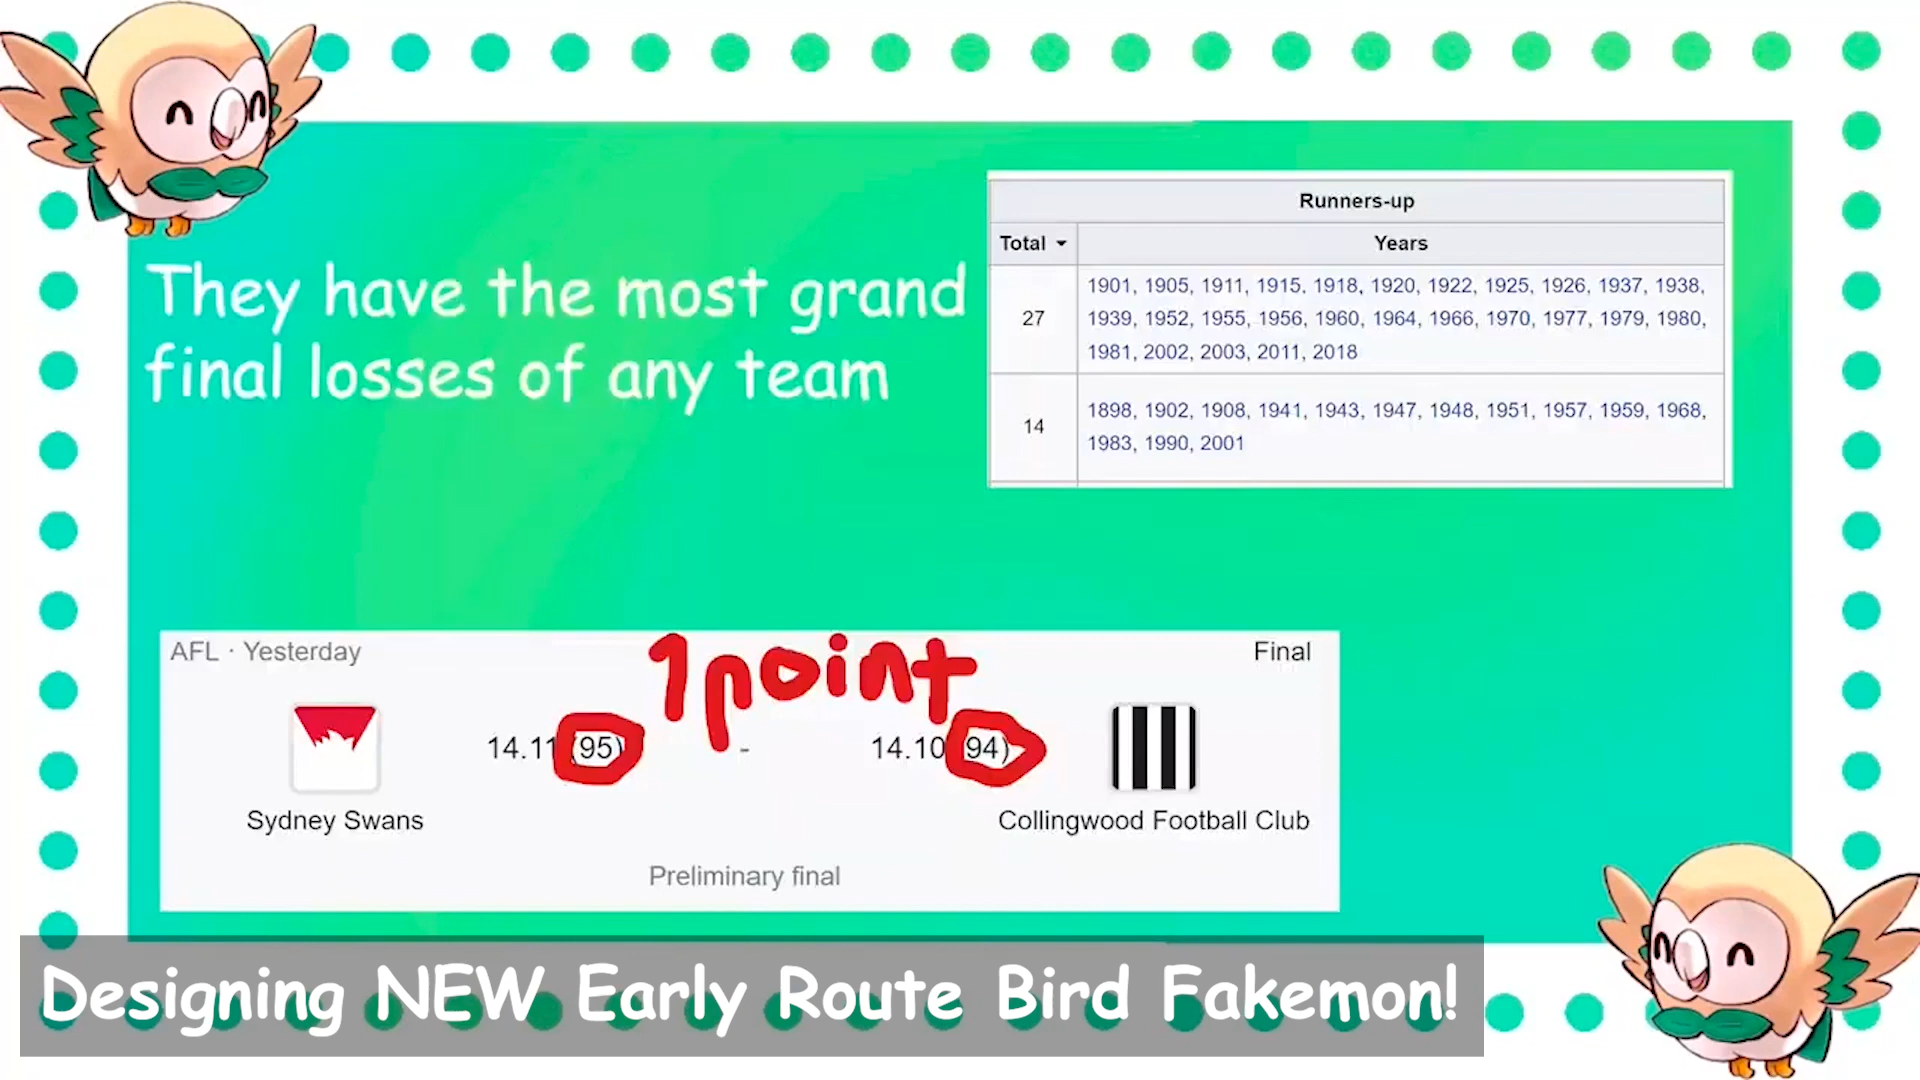 They have the most grand
final losses of any team
Runners-up
Total Years
27
1901, 1905, 1911, 1915, 1918, 1920, 1922, 1925, 1926, 1937, 1938,
1939, 1952, 1955, 1956, 1960, 1964, 1966, 1970, 1977, 1979, 1980,
1981, 2002, 2003, 2011, 2018
14
1898, 1902, 1908, 1941, 1943, 1947, 1948, 1951, 1957, 1959, 1968,
1983, 1990, 2001
AFL · Yesterday
1 point
Final
14.11 (95) - 14.10 (94)
Sydney Swans
Collingwood Football Club
Preliminary final
Designing NEW Early Route Bird Fakemon!